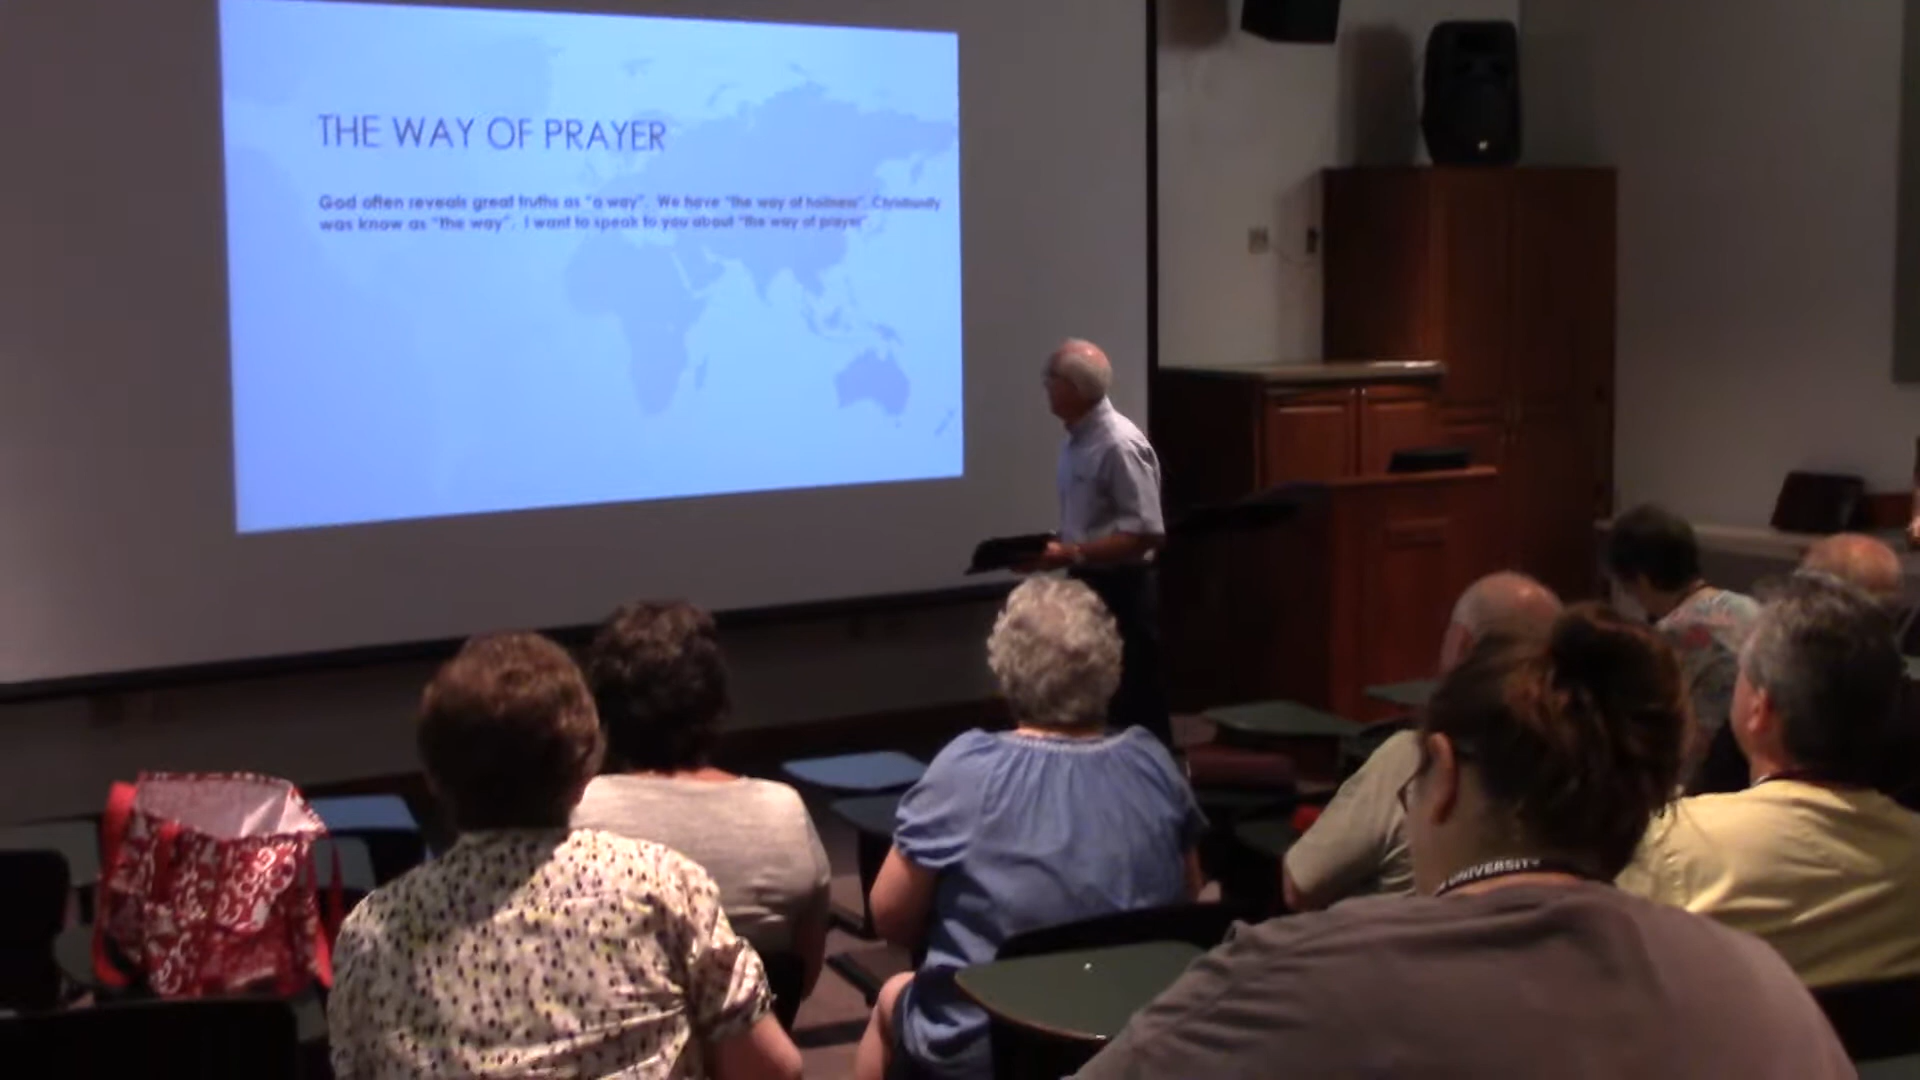 THE WAY OF PRAYER
God often reveals great truths as "a way". We have "the way of holiness". Christianity
was know as "the way". I want to speak to you about "the way of prayer".
UNIVERSITY